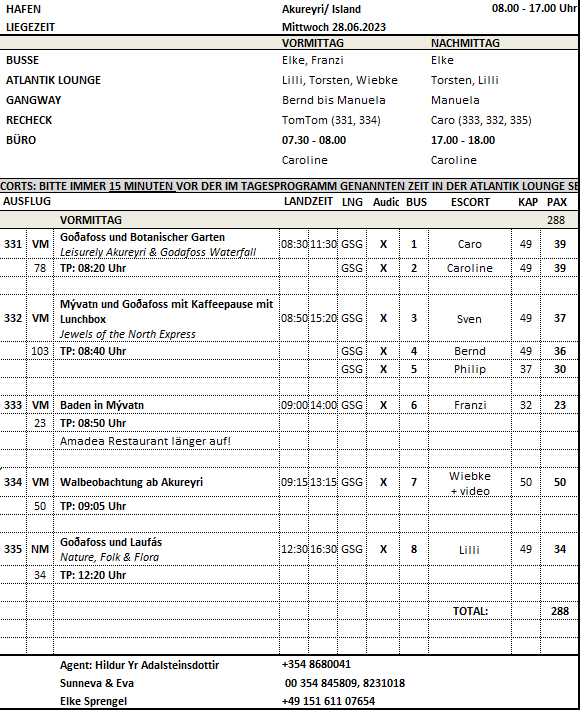 HAFEN Akureyri/ Island 08.00 - 17.00 Uhr
LIEGEZEIT Mittwoch 28.06.2023
VORMITTAG NACHMITTAG
BUSSE Elke, Franzi Elke
ATLANTIK LOUNGE Lilli, Torsten, Wiebke Torsten, Lilli
GANGWAY Bernd bis Manuela Manuela
RECHECK TomTom (331, 334) Caro (333, 332, 335)
BÜRO 07.30 - 08.00 17.00 - 18.00
Caroline Caroline
CORTS: BITTE IMMER 15 MINUTEN VOR DER IM TAGESPROGRAMM GENANNTEN ZEIT IN DER ATLANTIK LOUNGE SE
AUSFLUG LANDZEIT LNG Audic BUS ESCORT KAP PAX
VORMITTAG 288
331 VM Goðafoss und Botanischer Garten 08:30 11:30 GSG X 1 Caro 49 39
Leisurely Akureyri & Godafoss Waterfall
78 TP: 08:20 Uhr GSG X 2 Caroline 49 39
Mývatn und Goðafoss mit Kaffeepause mit
332 VM Lunchbox 08:50 15:20 GSG X 3 Sven 49 37
Jewels of the North Express
103 TP: 08:40 Uhr GSG X 4 Bernd 49 36
GSG X 5 Philip 37 30
333 VM Baden in Mývatn 09:00 14:00 GSG X 6 Franzi 32 23
23 TP: 08:50 Uhr
Amadea Restaurant länger auf!
334 VM Walbeobachtung ab Akureyri 09:15 13:15 GSG X 7 Wiebke 50 50
+ video
50 TP: 09:05 Uhr
335 NM Goðafoss und Laufás 12:30 16:30 GSG X 8 Lilli 49 34
Nature, Folk & Flora
34 TP: 12:20 Uhr
TOTAL: 288
Agent: Hildur Yr Adalsteinsdottir +354 8680041
Sunneva & Eva 00 354 845809, 8231018
Elke Sprengel +49 151 611 07654